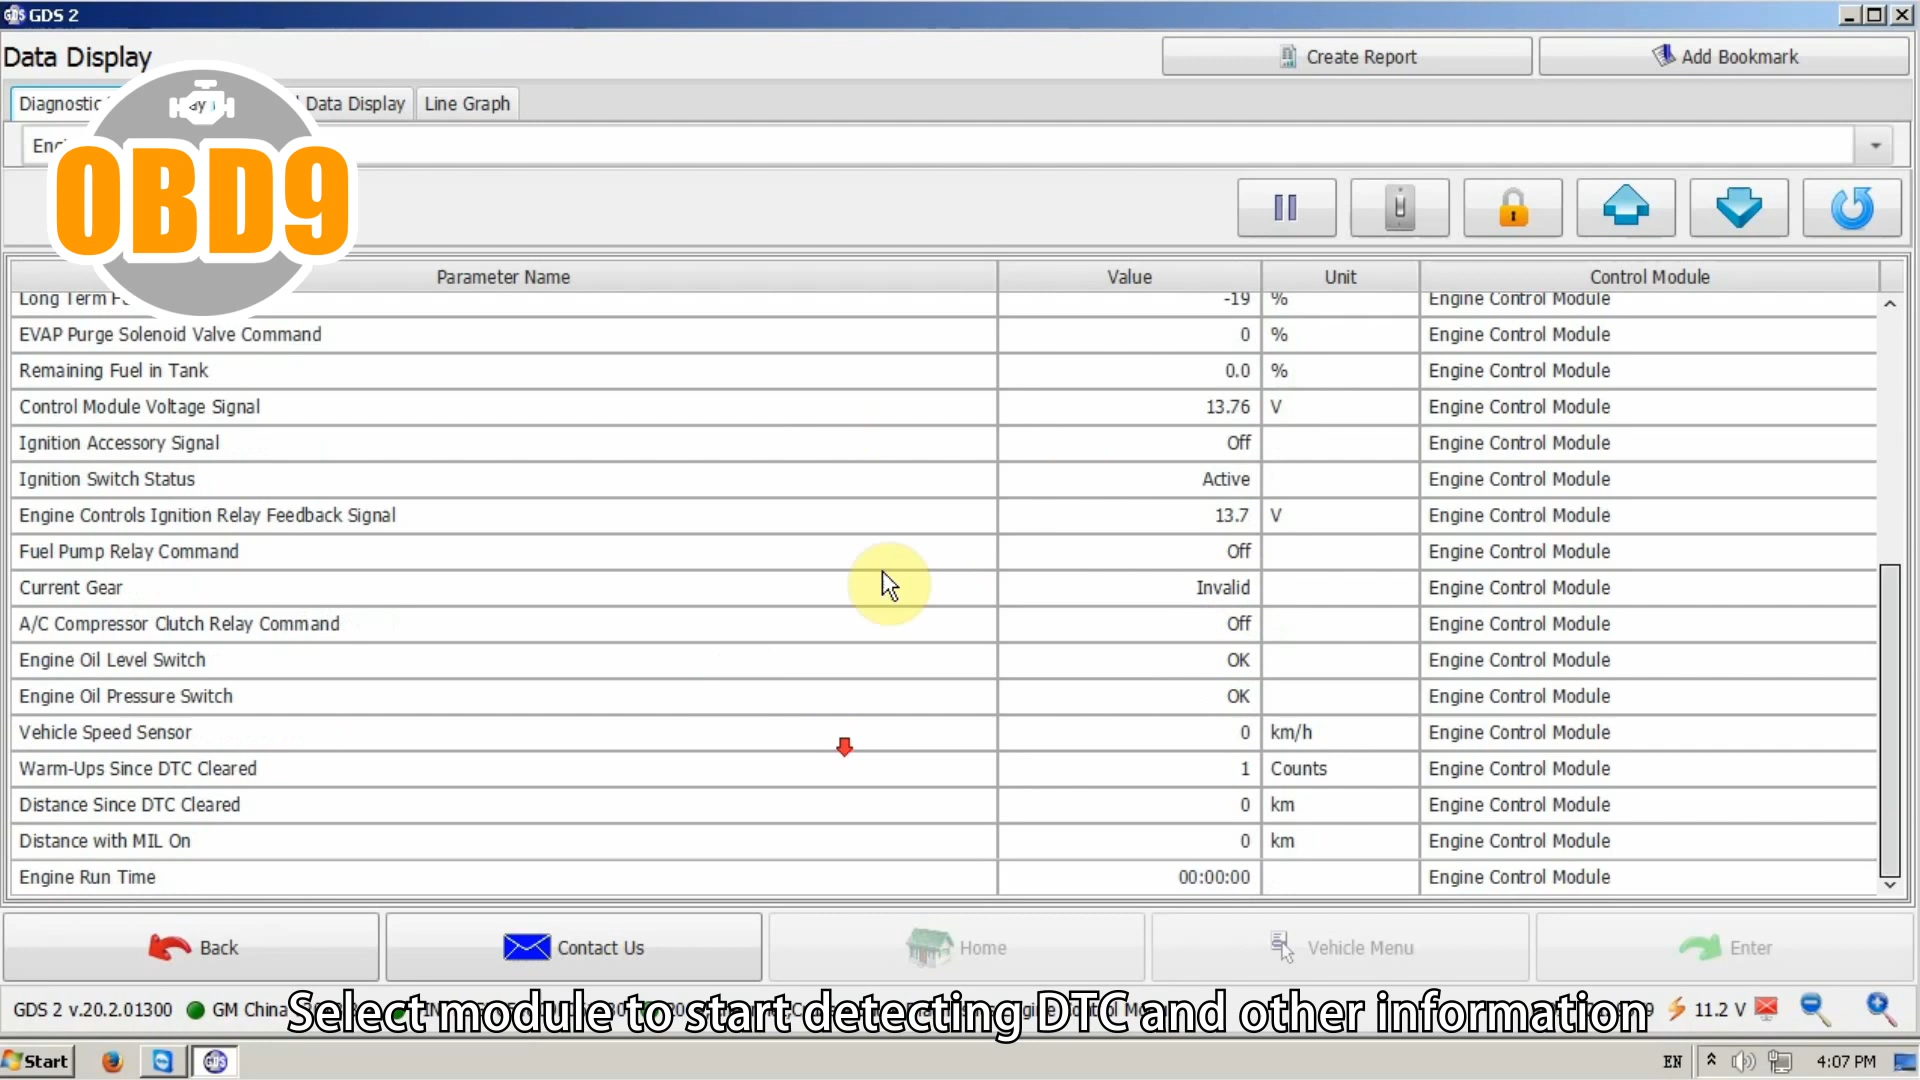 GDS 2
Data Display
Create Report
Add Bookmark
Diagnostic
Data Display
Line Graph
OBD9
Parameter Name Value Unit Control Module
Long Term -19 % Engine Control Module
EVAP Purge Solenoid Valve Command 0 % Engine Control Module
Remaining Fuel in Tank 0.0 % Engine Control Module
Control Module Voltage Signal 13.76 V Engine Control Module
Ignition Accessory Signal Off Engine Control Module
Ignition Switch Status Active Engine Control Module
Engine Controls Ignition Relay Feedback Signal 13.7 V Engine Control Module
Fuel Pump Relay Command Off Engine Control Module
Current Gear Invalid Engine Control Module
A/C Compressor Clutch Relay Command Off Engine Control Module
Engine Oil Level Switch OK Engine Control Module
Engine Oil Pressure Switch OK Engine Control Module
Vehicle Speed Sensor 0 km/h Engine Control Module
Warm-Ups Since DTC Cleared 1 Counts Engine Control Module
Distance Since DTC Cleared 0 km Engine Control Module
Distance with MIL On 0 km Engine Control Module
Engine Run Time 00:00:00 Engine Control Module
Back Contact Us Home Vehicle Menu Enter
GDS 2 v.20.2.01300 GM China 11.2 V
Select module to start detecting DTC and other information
Start GDS EN 4:07 PM